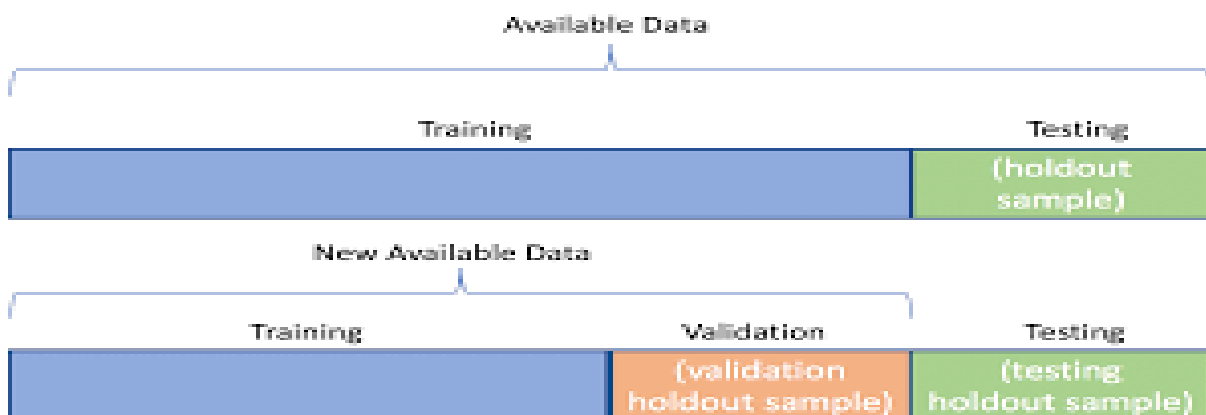 Available Data
Training Testing
(holdout
sample)
New Available Data
Training Validation Testing
(validation
holdout sample)
(testing
holdout sample)